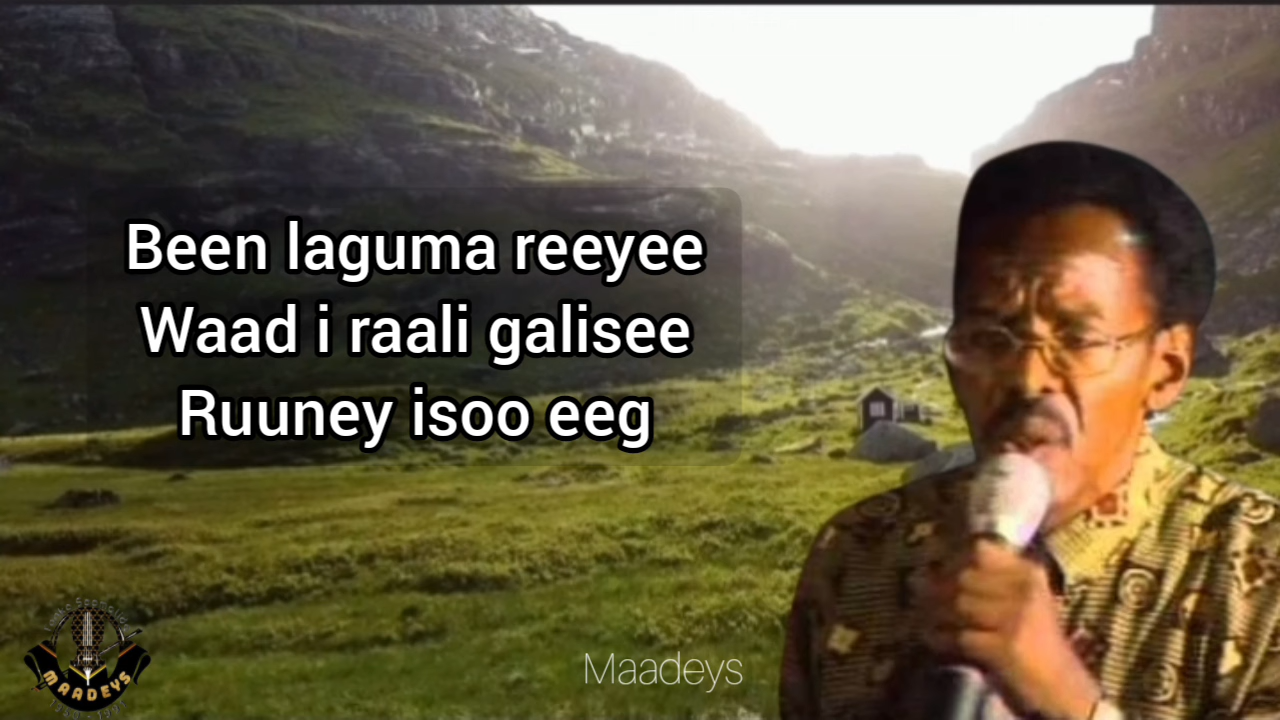 Been laguma reeyee
Waad i raali galisee
Ruuney isoo eeg
Maadeys
MAADEYS